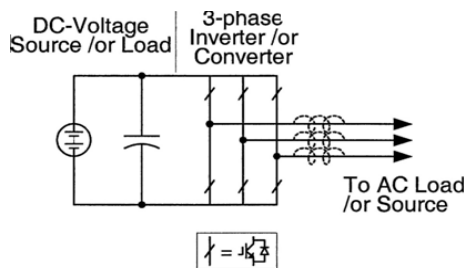 DC-Voltage
Source /or Load
3-phase
Inverter /or
Converter
To AC Load
/or Source
=